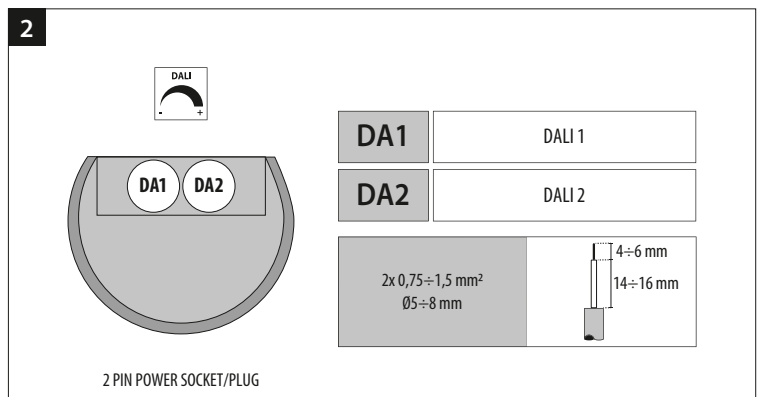 2
DALI
- +
DA1 DA2
2 PIN POWER SOCKET/PLUG
DA1 DALI 1
DA2 DALI 2
2x 0,75÷1,5 mm²
Ø5÷8 mm
4÷6 mm
14÷16 mm